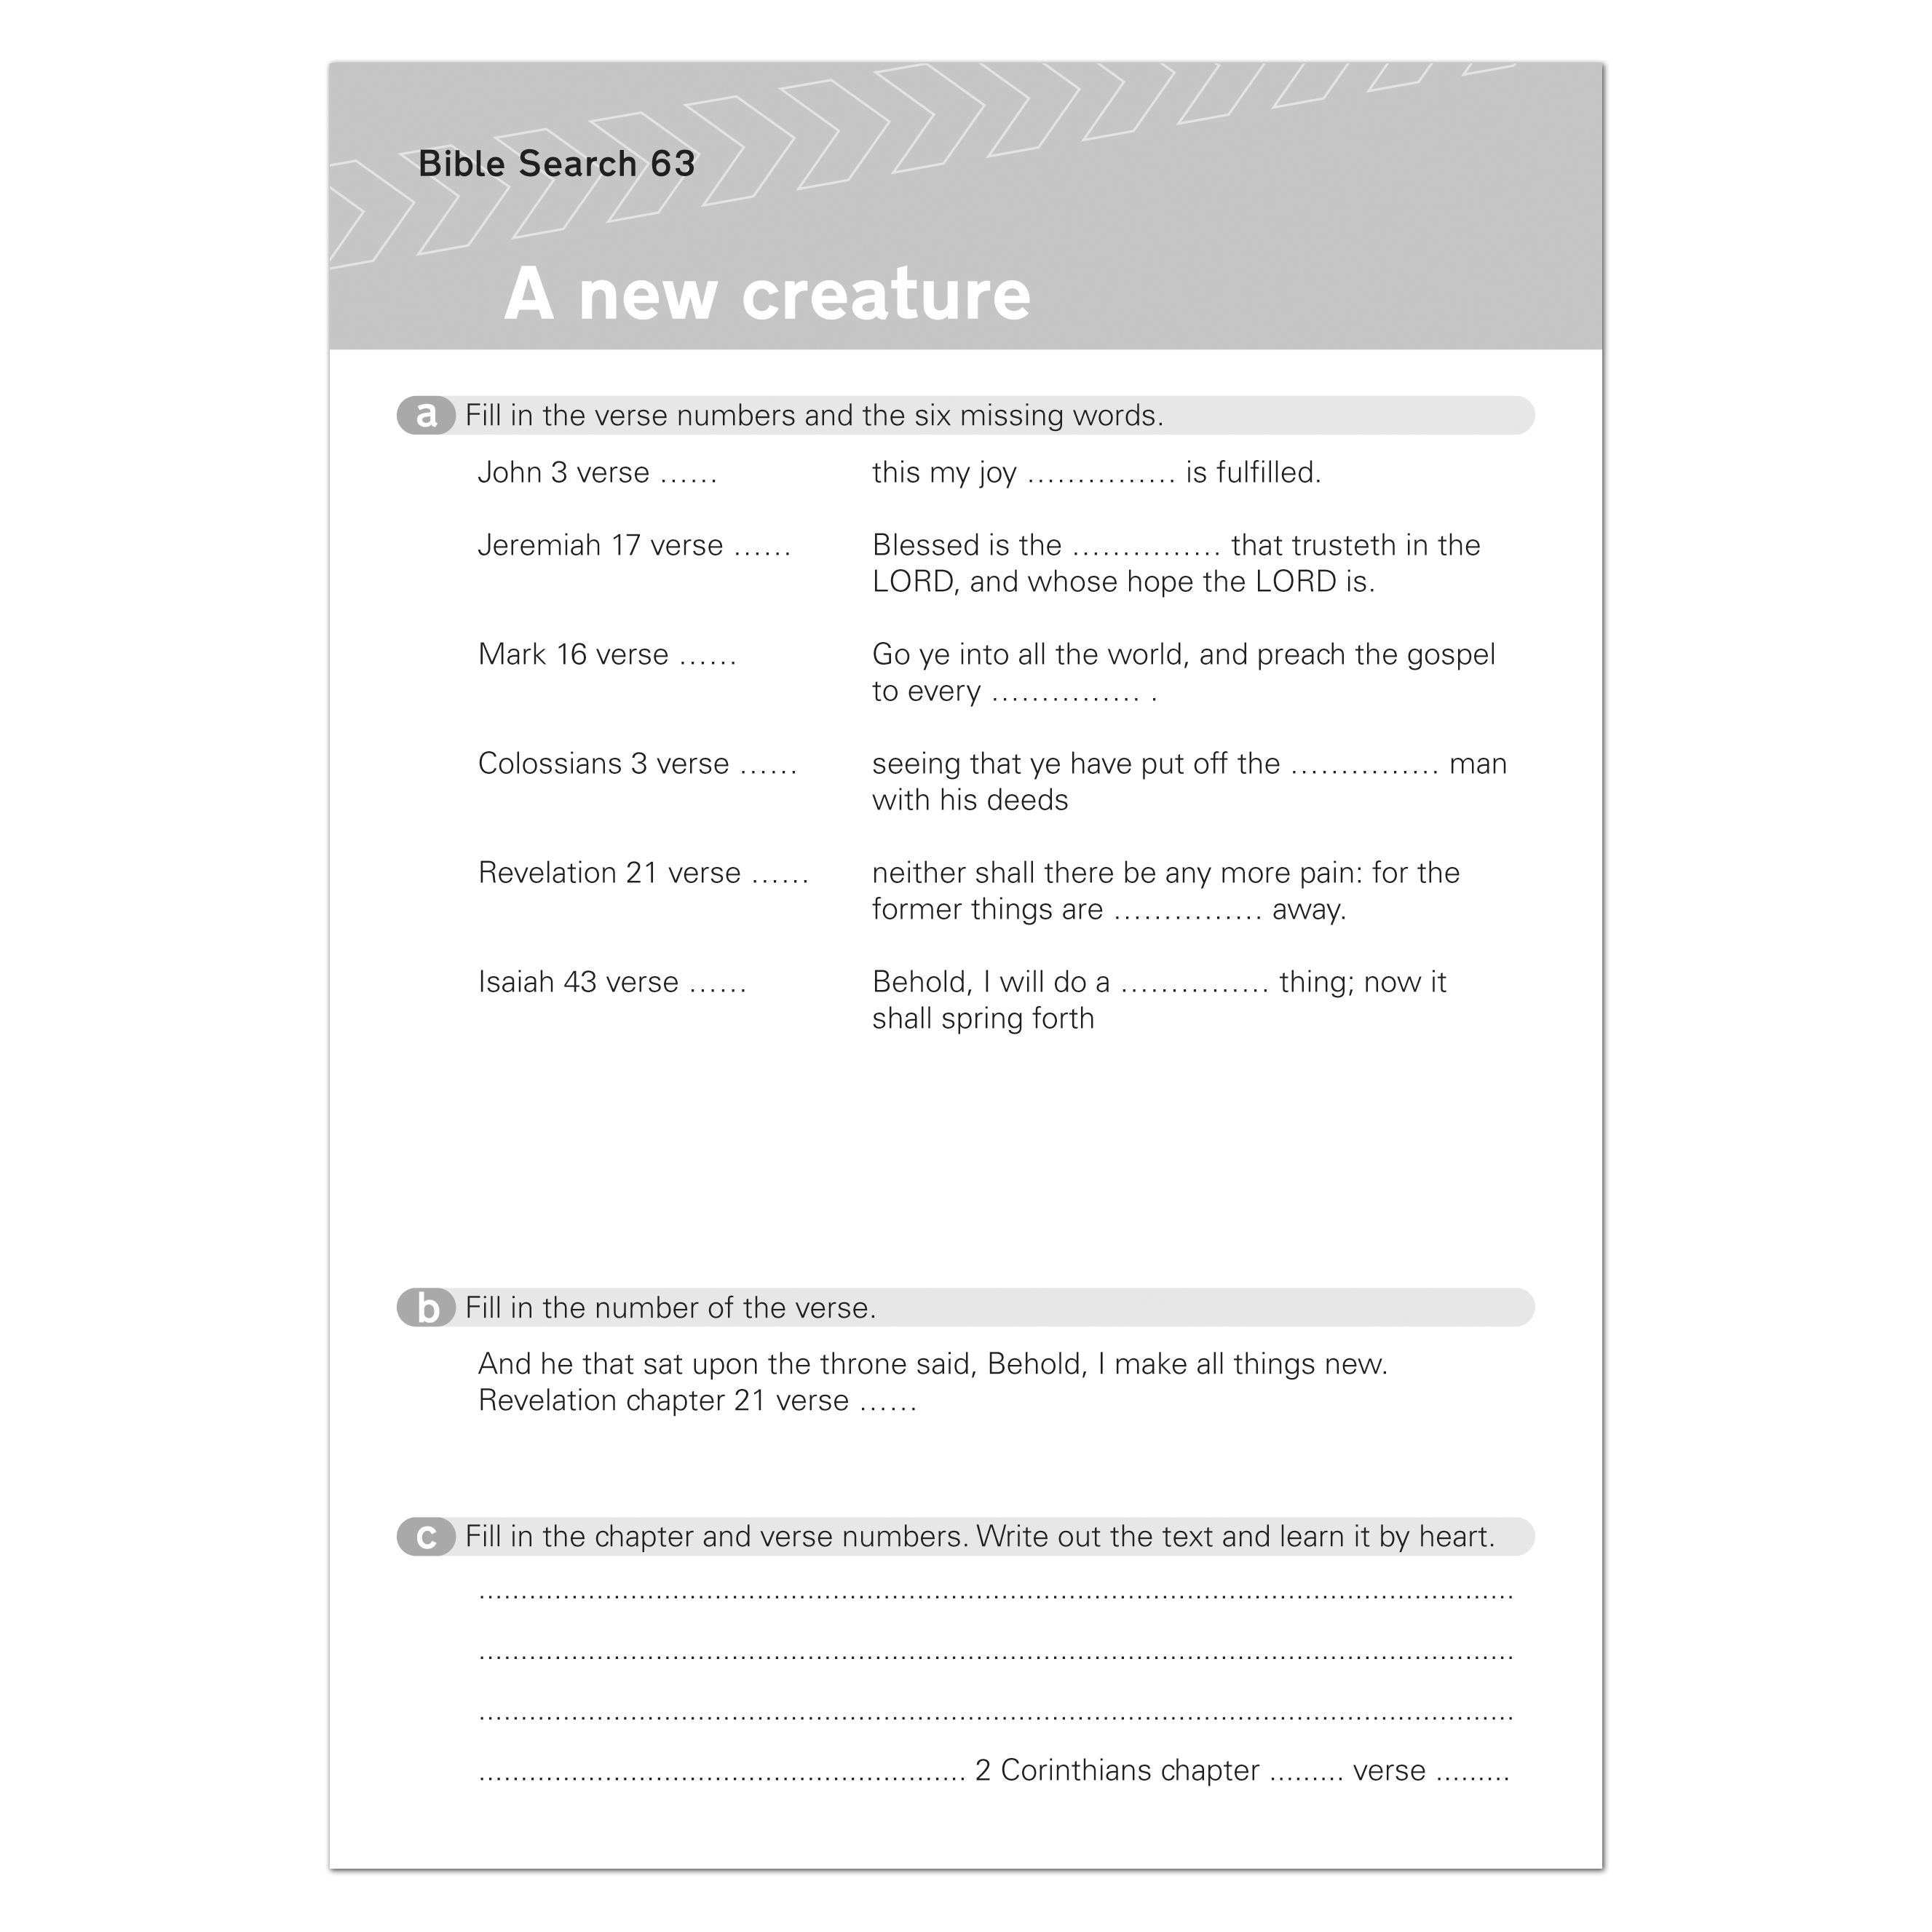 Bible Search 63
A new creature
a Fill in the verse numbers and the six missing words.
John 3 verse ...... this my joy ............... is fulfilled.
Jeremiah 17 verse ...... Blessed is the ............... that trusteth in the
LORD, and whose hope the LORD is.
Mark 16 verse ...... Go ye into all the world, and preach the gospel
to every ............... .
Colossians 3 verse ...... seeing that ye have put off the ............... man
with his deeds
Revelation 21 verse ...... neither shall there be any more pain: for the
former things are ............... away.
Isaiah 43 verse ...... Behold, I will do a ............... thing; now it
shall spring forth
b Fill in the number of the verse.
And he that sat upon the throne said, Behold, I make all things new.
Revelation chapter 21 verse ......
c Fill in the chapter and verse numbers. Write out the text and learn it by heart.
..........................................................................................................................
..........................................................................................................................
..........................................................................................................................
.......................................................... 2 Corinthians chapter ......... verse .........